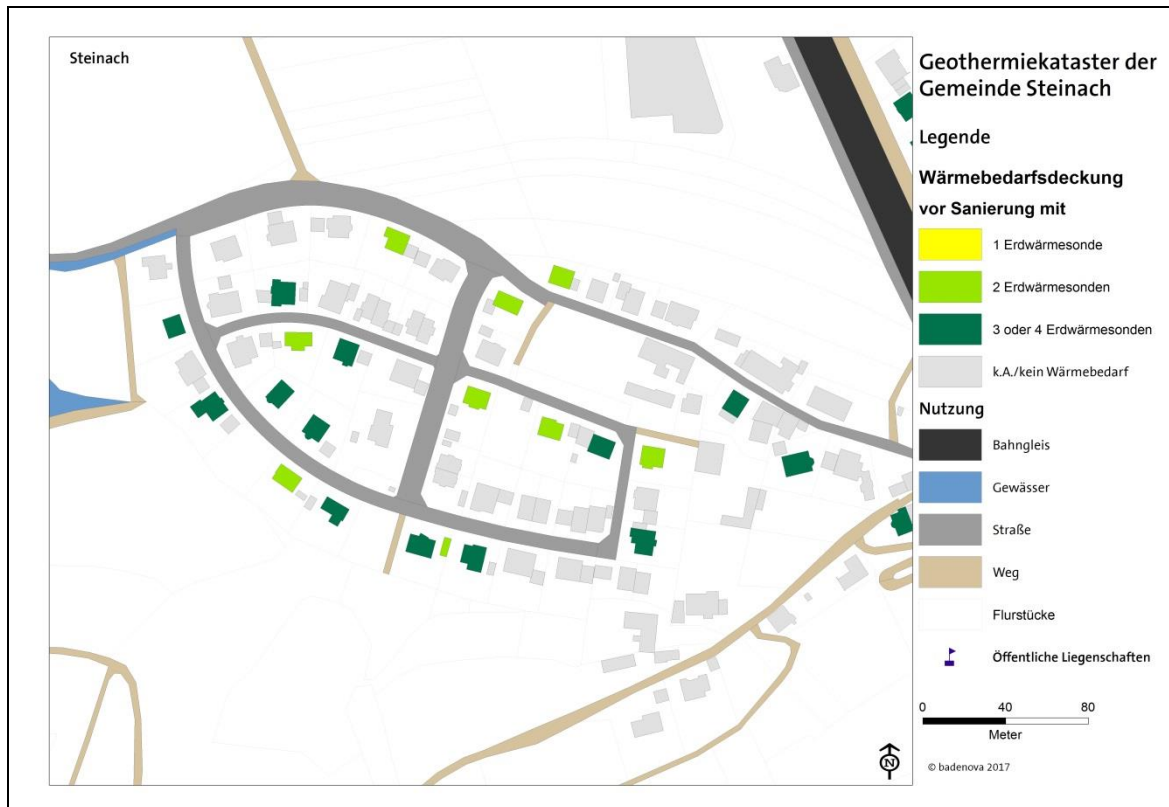 Steinach
Geothermiekataster der
Gemeinde Steinach
Legende
Wärmebedarfsdeckung
vor Sanierung mit
1 Erdwärmesonde
2 Erdwärmesonden
3 oder 4 Erdwärmesonden
k.A./kein Wärmebedarf
Nutzung
Bahngleis
Gewässer
Straße
Weg
Flurstücke
Öffentliche Liegenschaften
0 40 80
Meter
N
© badenova 2017